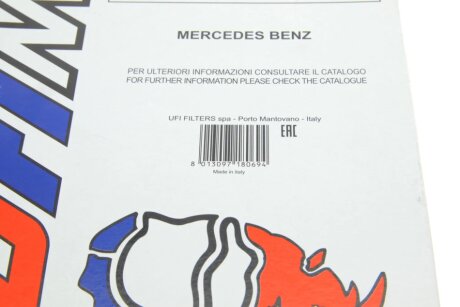 MERCEDES BENZ
PER ULTERIORI INFORMAZIONI CONSULTARE IL CATALOGO
FOR FURTHER INFORMATION PLEASE CHECK THE CATALOGUE
UFI FILTERS spa - Porto Mantovano - Italy
EAC
8 013097 180694
Made in Italy